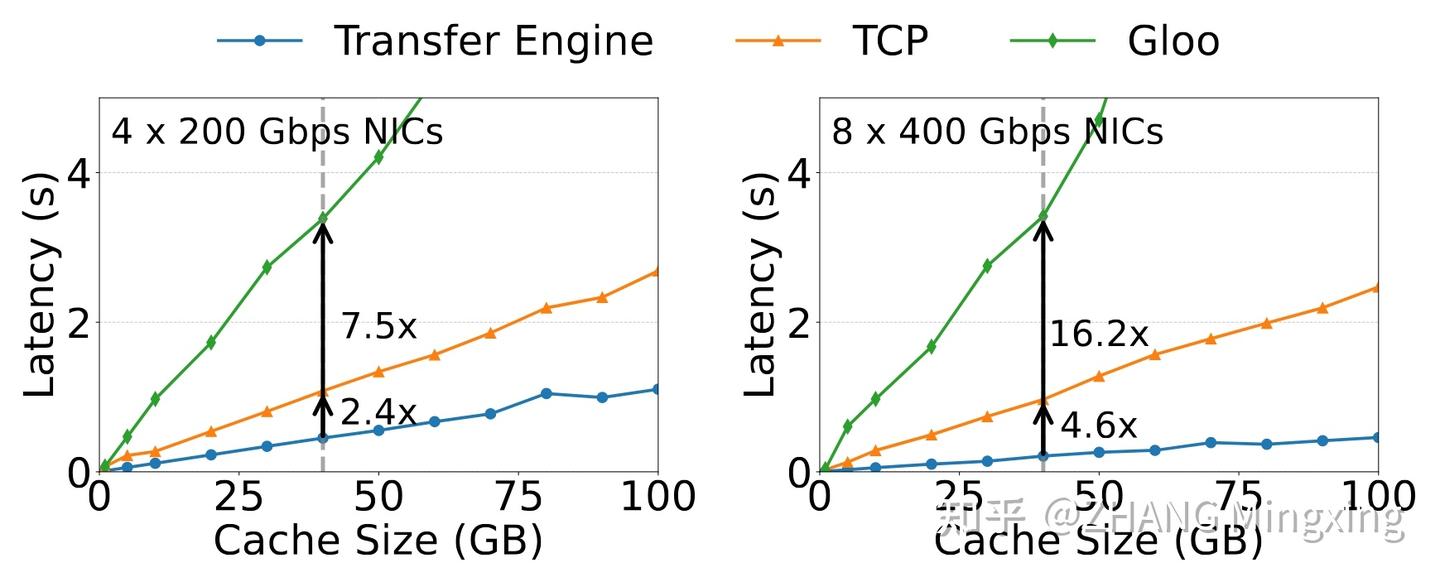 Transfer Engine TCP Gloo
4 x 200 Gbps NICs
Latency (s)
4
2
0
7.5x
2.4x
0 25 50 75 100
Cache Size (GB)
8 x 400 Gbps NICs
Latency (s)
4
2
0
16.2x
4.6x
0 25 50 75 100
Cache Size (GB)
知乎 @ZHANG Mingxing